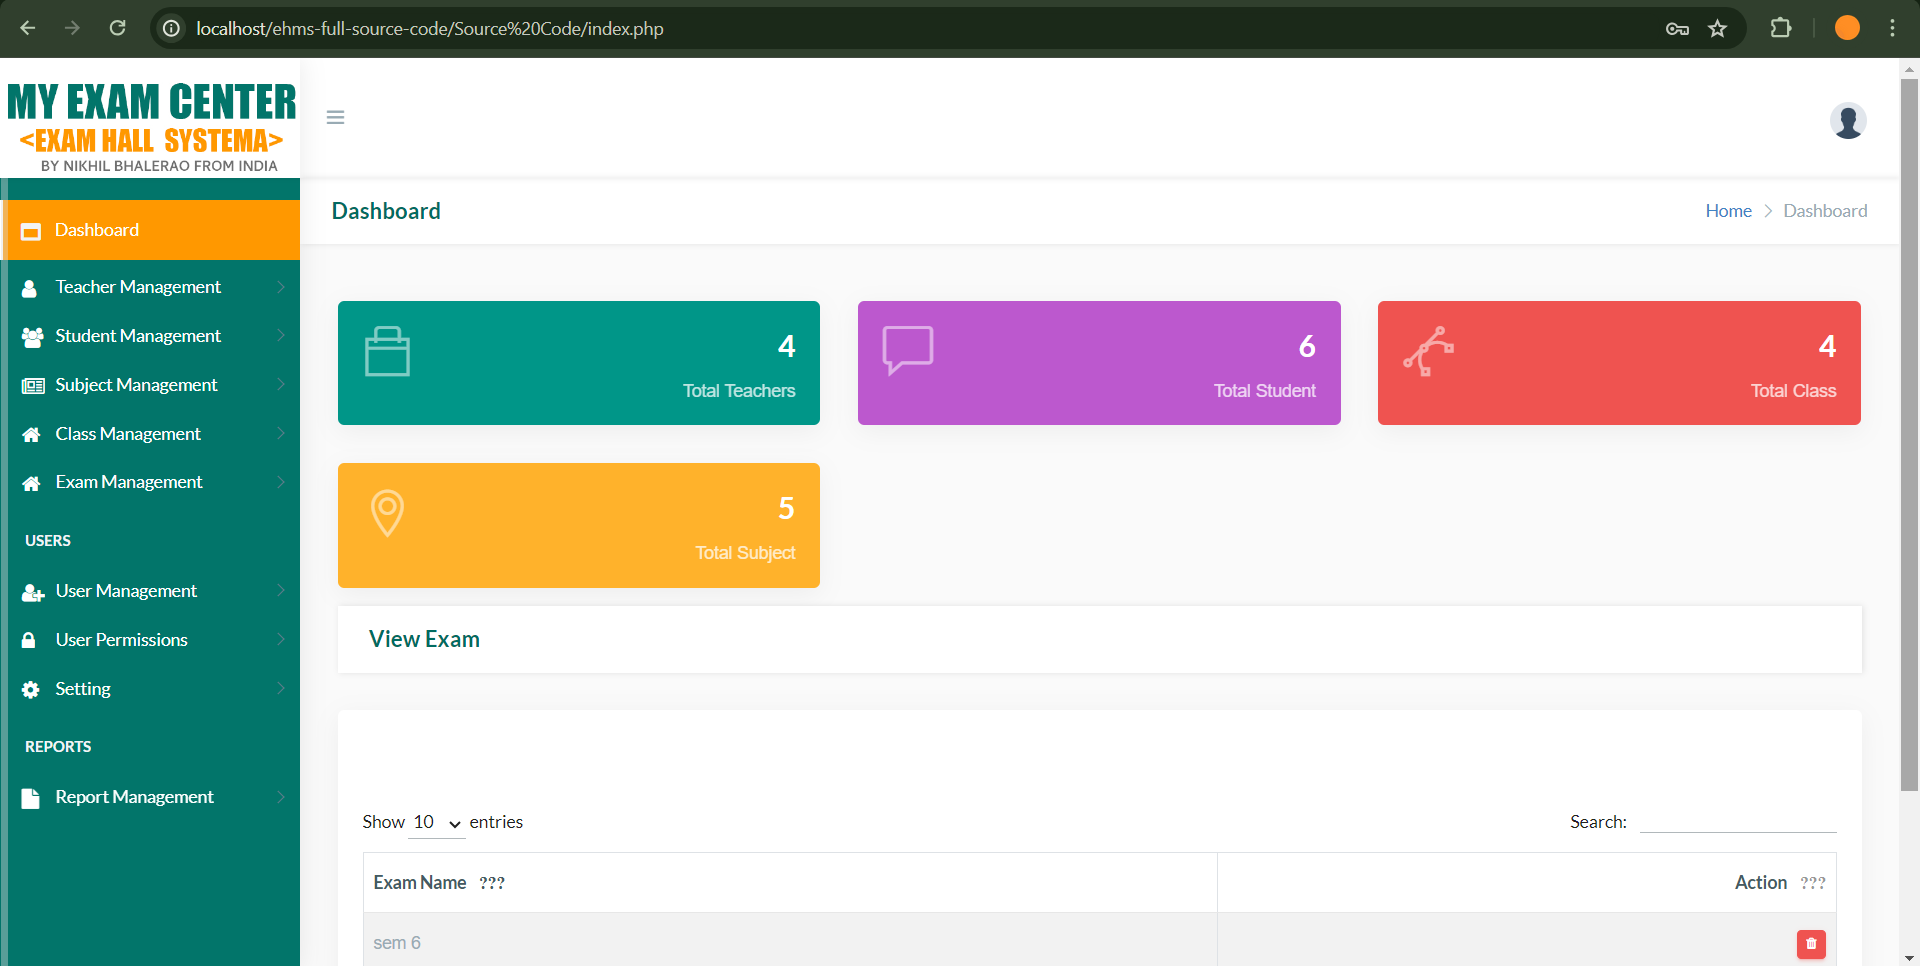 localhost/ehms-full-source-code/Source%20Code/index.php
MY EXAM CENTER
<EXAM HALL SYSTEMA>
BY NIKHIL BHALERAO FROM INDIA
Dashboard
Teacher Management
Student Management
Subject Management
Class Management
Exam Management
USERS
User Management
User Permissions
Setting
REPORTS
Report Management
Dashboard
Home > Dashboard
4
Total Teachers
6
Total Student
4
Total Class
5
Total Subject
View Exam
Show 10 entries
Search:
Exam Name ???
Action ???
sem 6